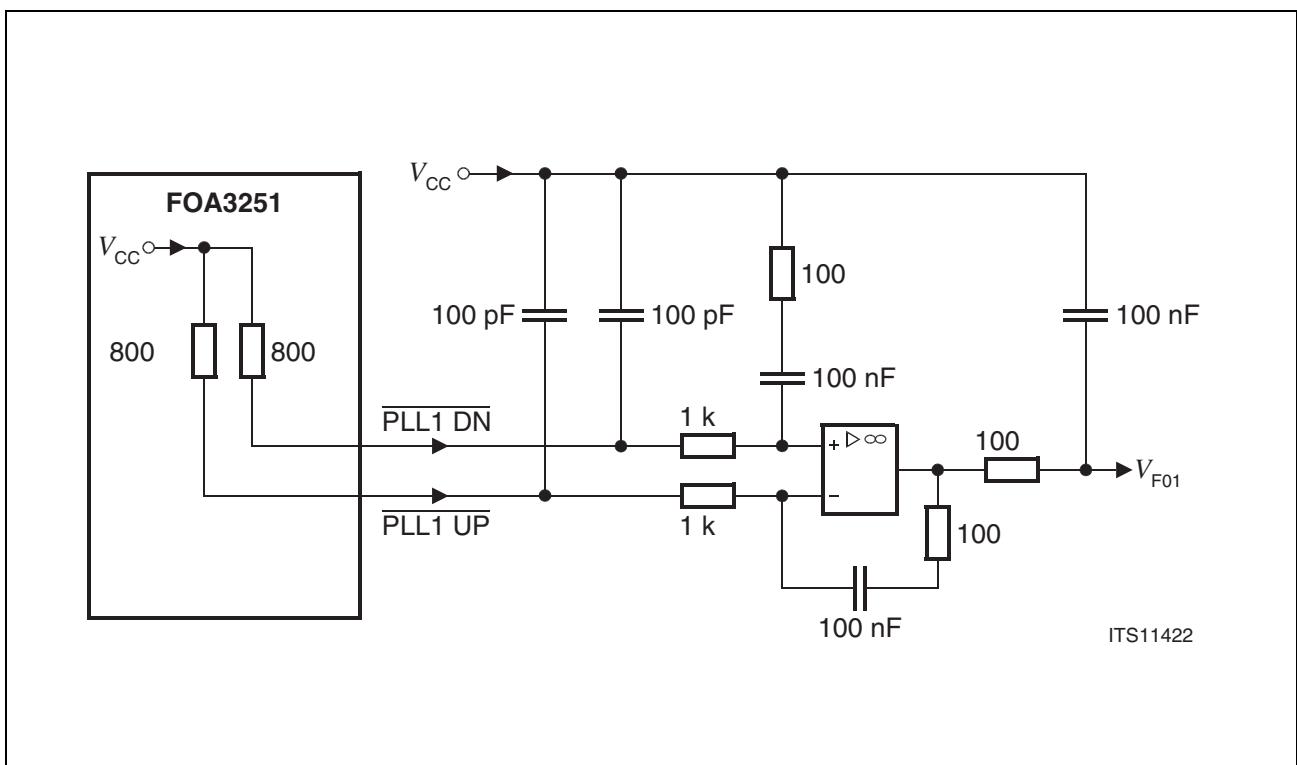 FOA3251
VCC
800
800
VCC
100 pF
100 pF
100
100 nF
100 nF
PLL1 DN
1 k
+ ▷ ∞
−
100
VF01
PLL1 UP
1 k
100
100 nF
ITS11422